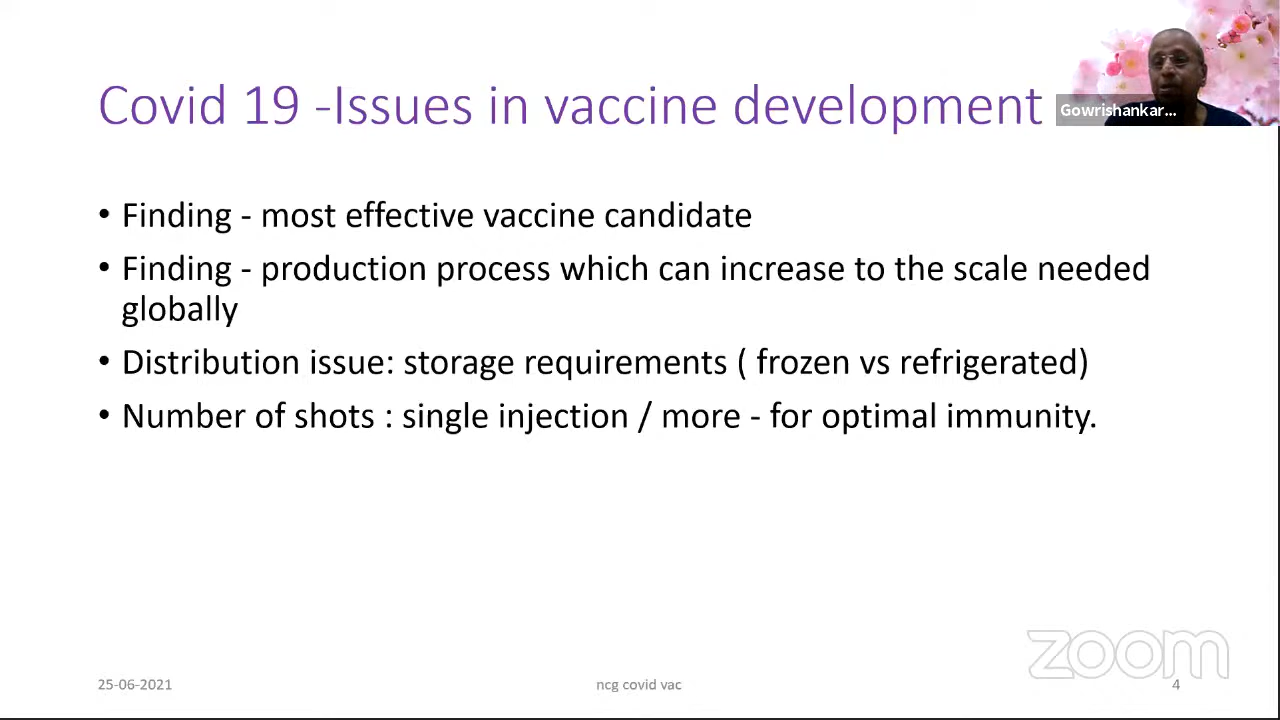 Covid 19 -Issues in vaccine development
Gowrishankar...
• Finding - most effective vaccine candidate
• Finding - production process which can increase to the scale needed
globally
• Distribution issue: storage requirements ( frozen vs refrigerated)
• Number of shots : single injection / more - for optimal immunity.
zoom
25-06-2021
ncg covid vac
4